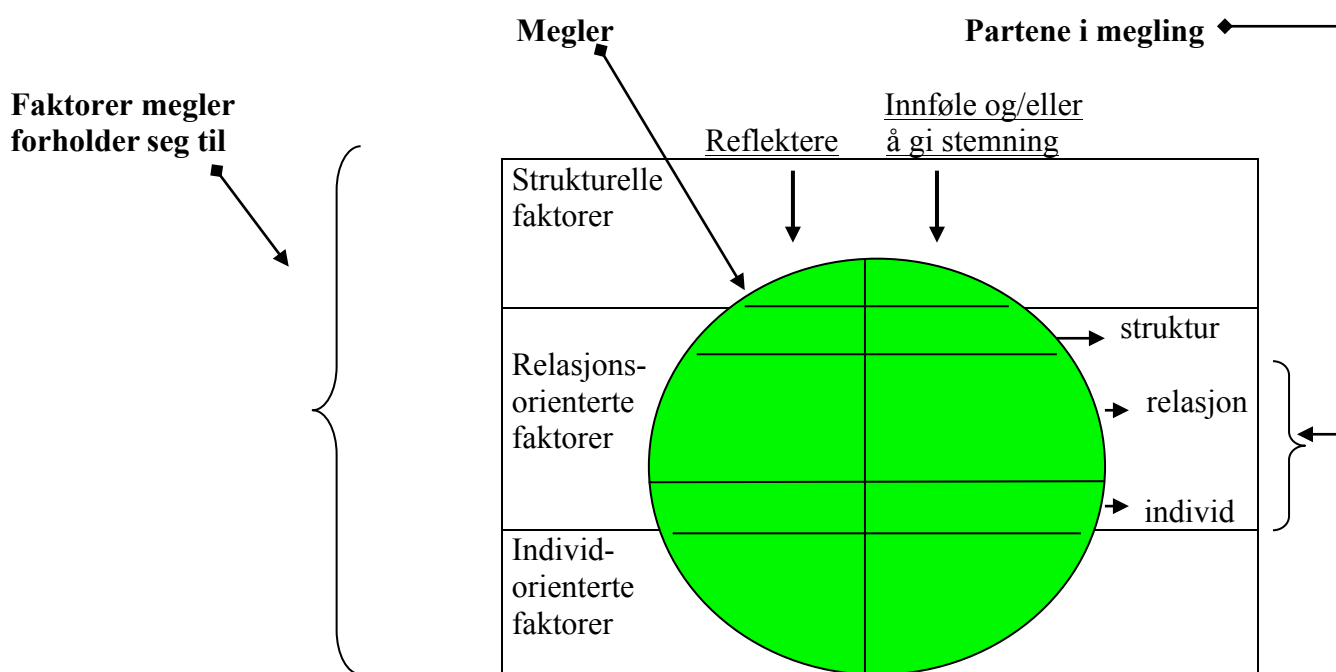 Megler
Partene i megling
Faktorer megler
forholder seg til
Reflektere
Innføle og/eller
å gi stemning
Strukturelle
faktorer
struktur
Relasjons-
orienterte
faktorer
relasjon
individ
Individ-
orienterte
faktorer